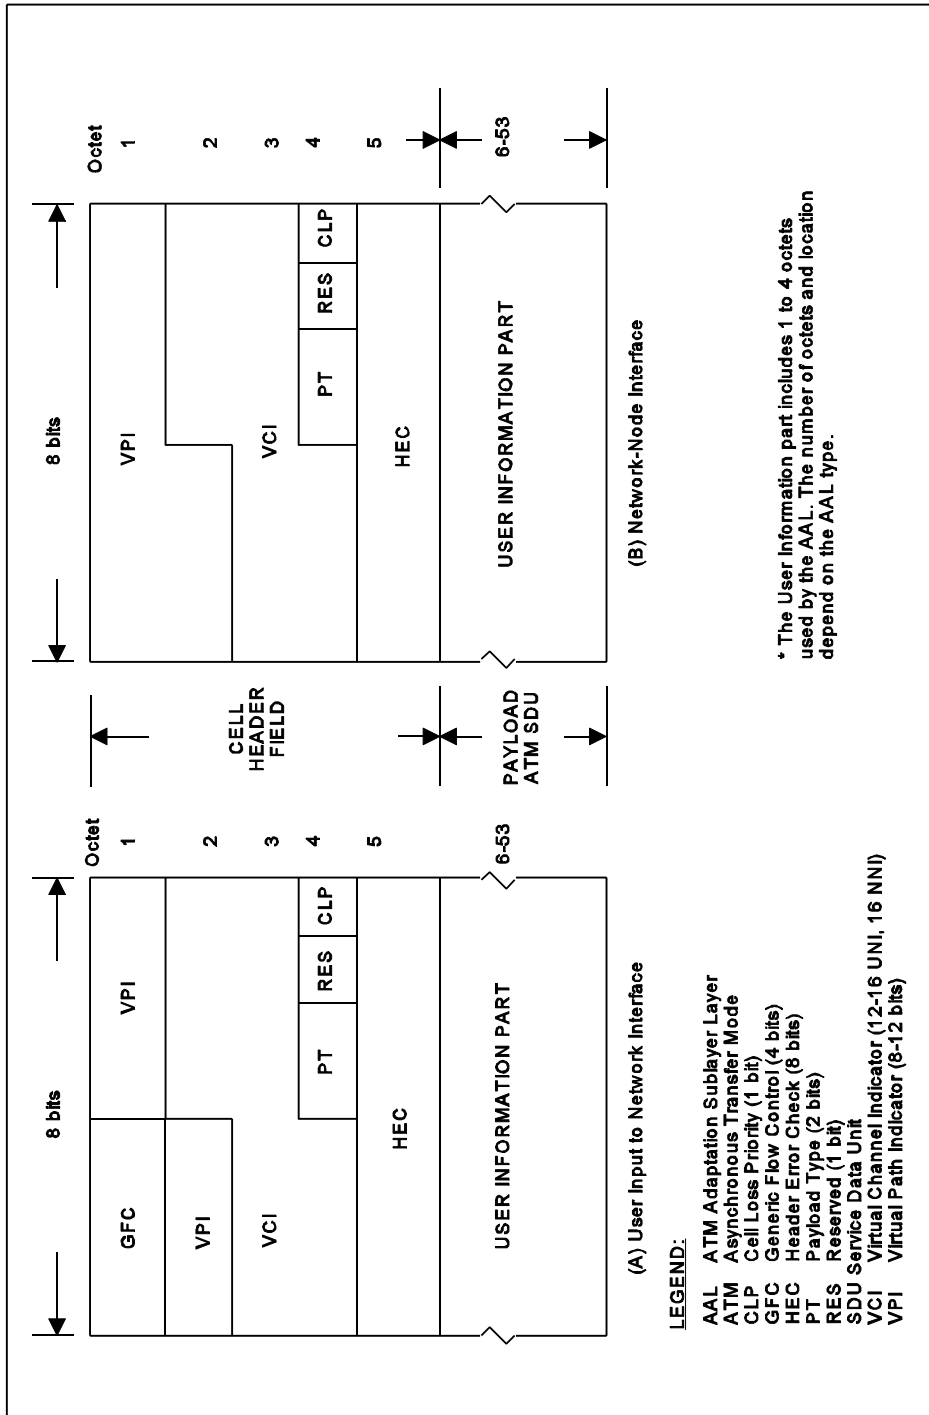 8 bits
Octet
GFC
VPI
1
VPI
2
VCI
3
PT
RES
CLP
4
HEC
5
USER INFORMATION PART
6-53
(A) User Input to Network Interface
CELL
HEADER
FIELD
PAYLOAD
ATM SDU
8 bits
Octet
VPI
1
2
VCI
3
PT
RES
CLP
4
HEC
5
USER INFORMATION PART
6-53
(B) Network-Node Interface
LEGEND:
AAL ATM Adaptation Sublayer Layer
ATM Asynchronous Transfer Mode
CLP Cell Loss Priority (1 bit)
GFC Generic Flow Control (4 bits)
HEC Header Error Check (8 bits)
PT Payload Type (2 bits)
RES Reserved (1 bit)
SDU Service Data Unit
VCI Virtual Channel Indicator (12-16 UNI, 16 NNI)
VPI Virtual Path Indicator (8-12 bits)
* The User Information part includes 1 to 4 octets
used by the AAL. The number of octets and location
depend on the AAL type.